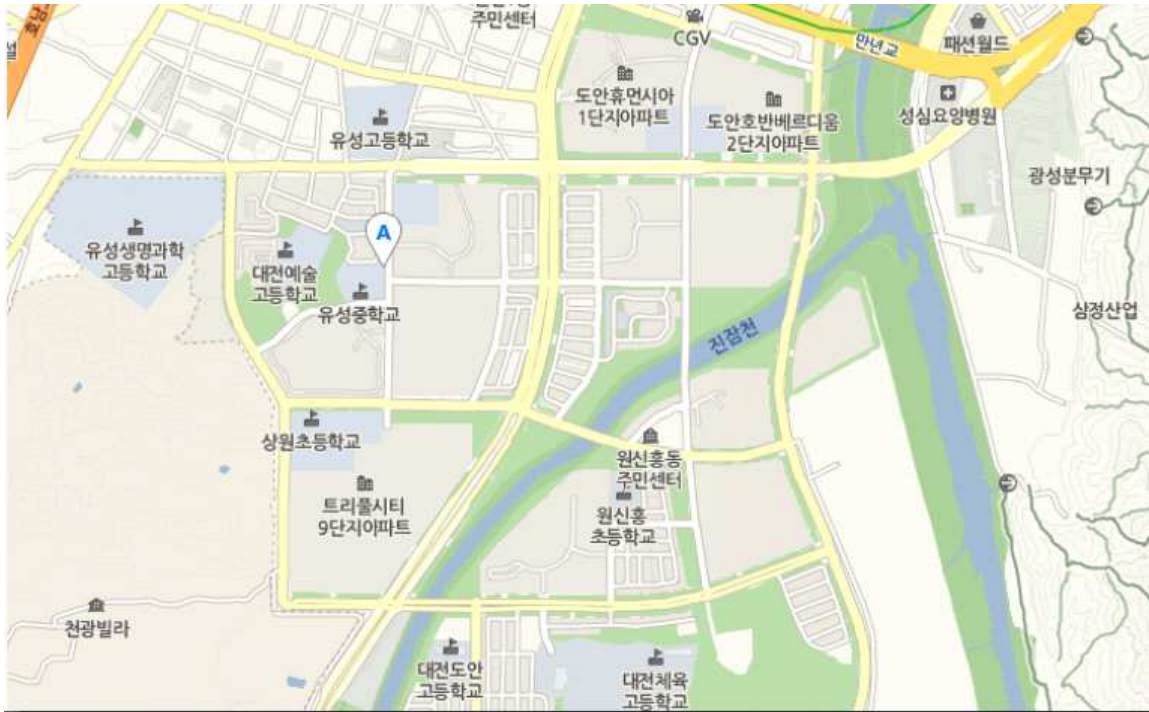 호남
주민센터
CGV
만년교
패션월드
설
도안휴먼시아
1단지아파트
도안호반베르디움
2단지아파트
성심요양병원
유성고등학교
광성분무기
유성생명과학
고등학교
A
대전예술
고등학교
유성중학교
삼정산업
진잠천
상원초등학교
원신흥동
주민센터
트리풀시티
9단지아파트
원신흥
초등학교
천광빌라
대전도안
고등학교
대전체육
고등학교